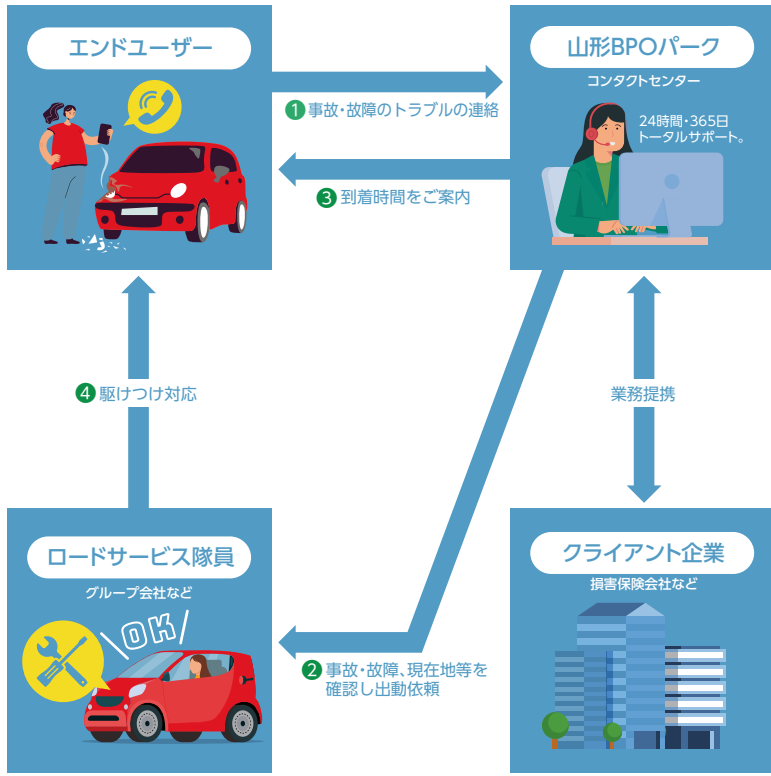 エンドユーザー
山形BPOパーク
コンタクトセンター
24時間・365日
トータルサポート。
1 事故・故障のトラブルの連絡
3 到着時間をご案内
4 駆けつけ対応
業務提携
ロードサービス隊員
グループ会社など
OK
クライアント企業
損害保険会社など
2 事故・故障、現在地等を
確認し出動依頼